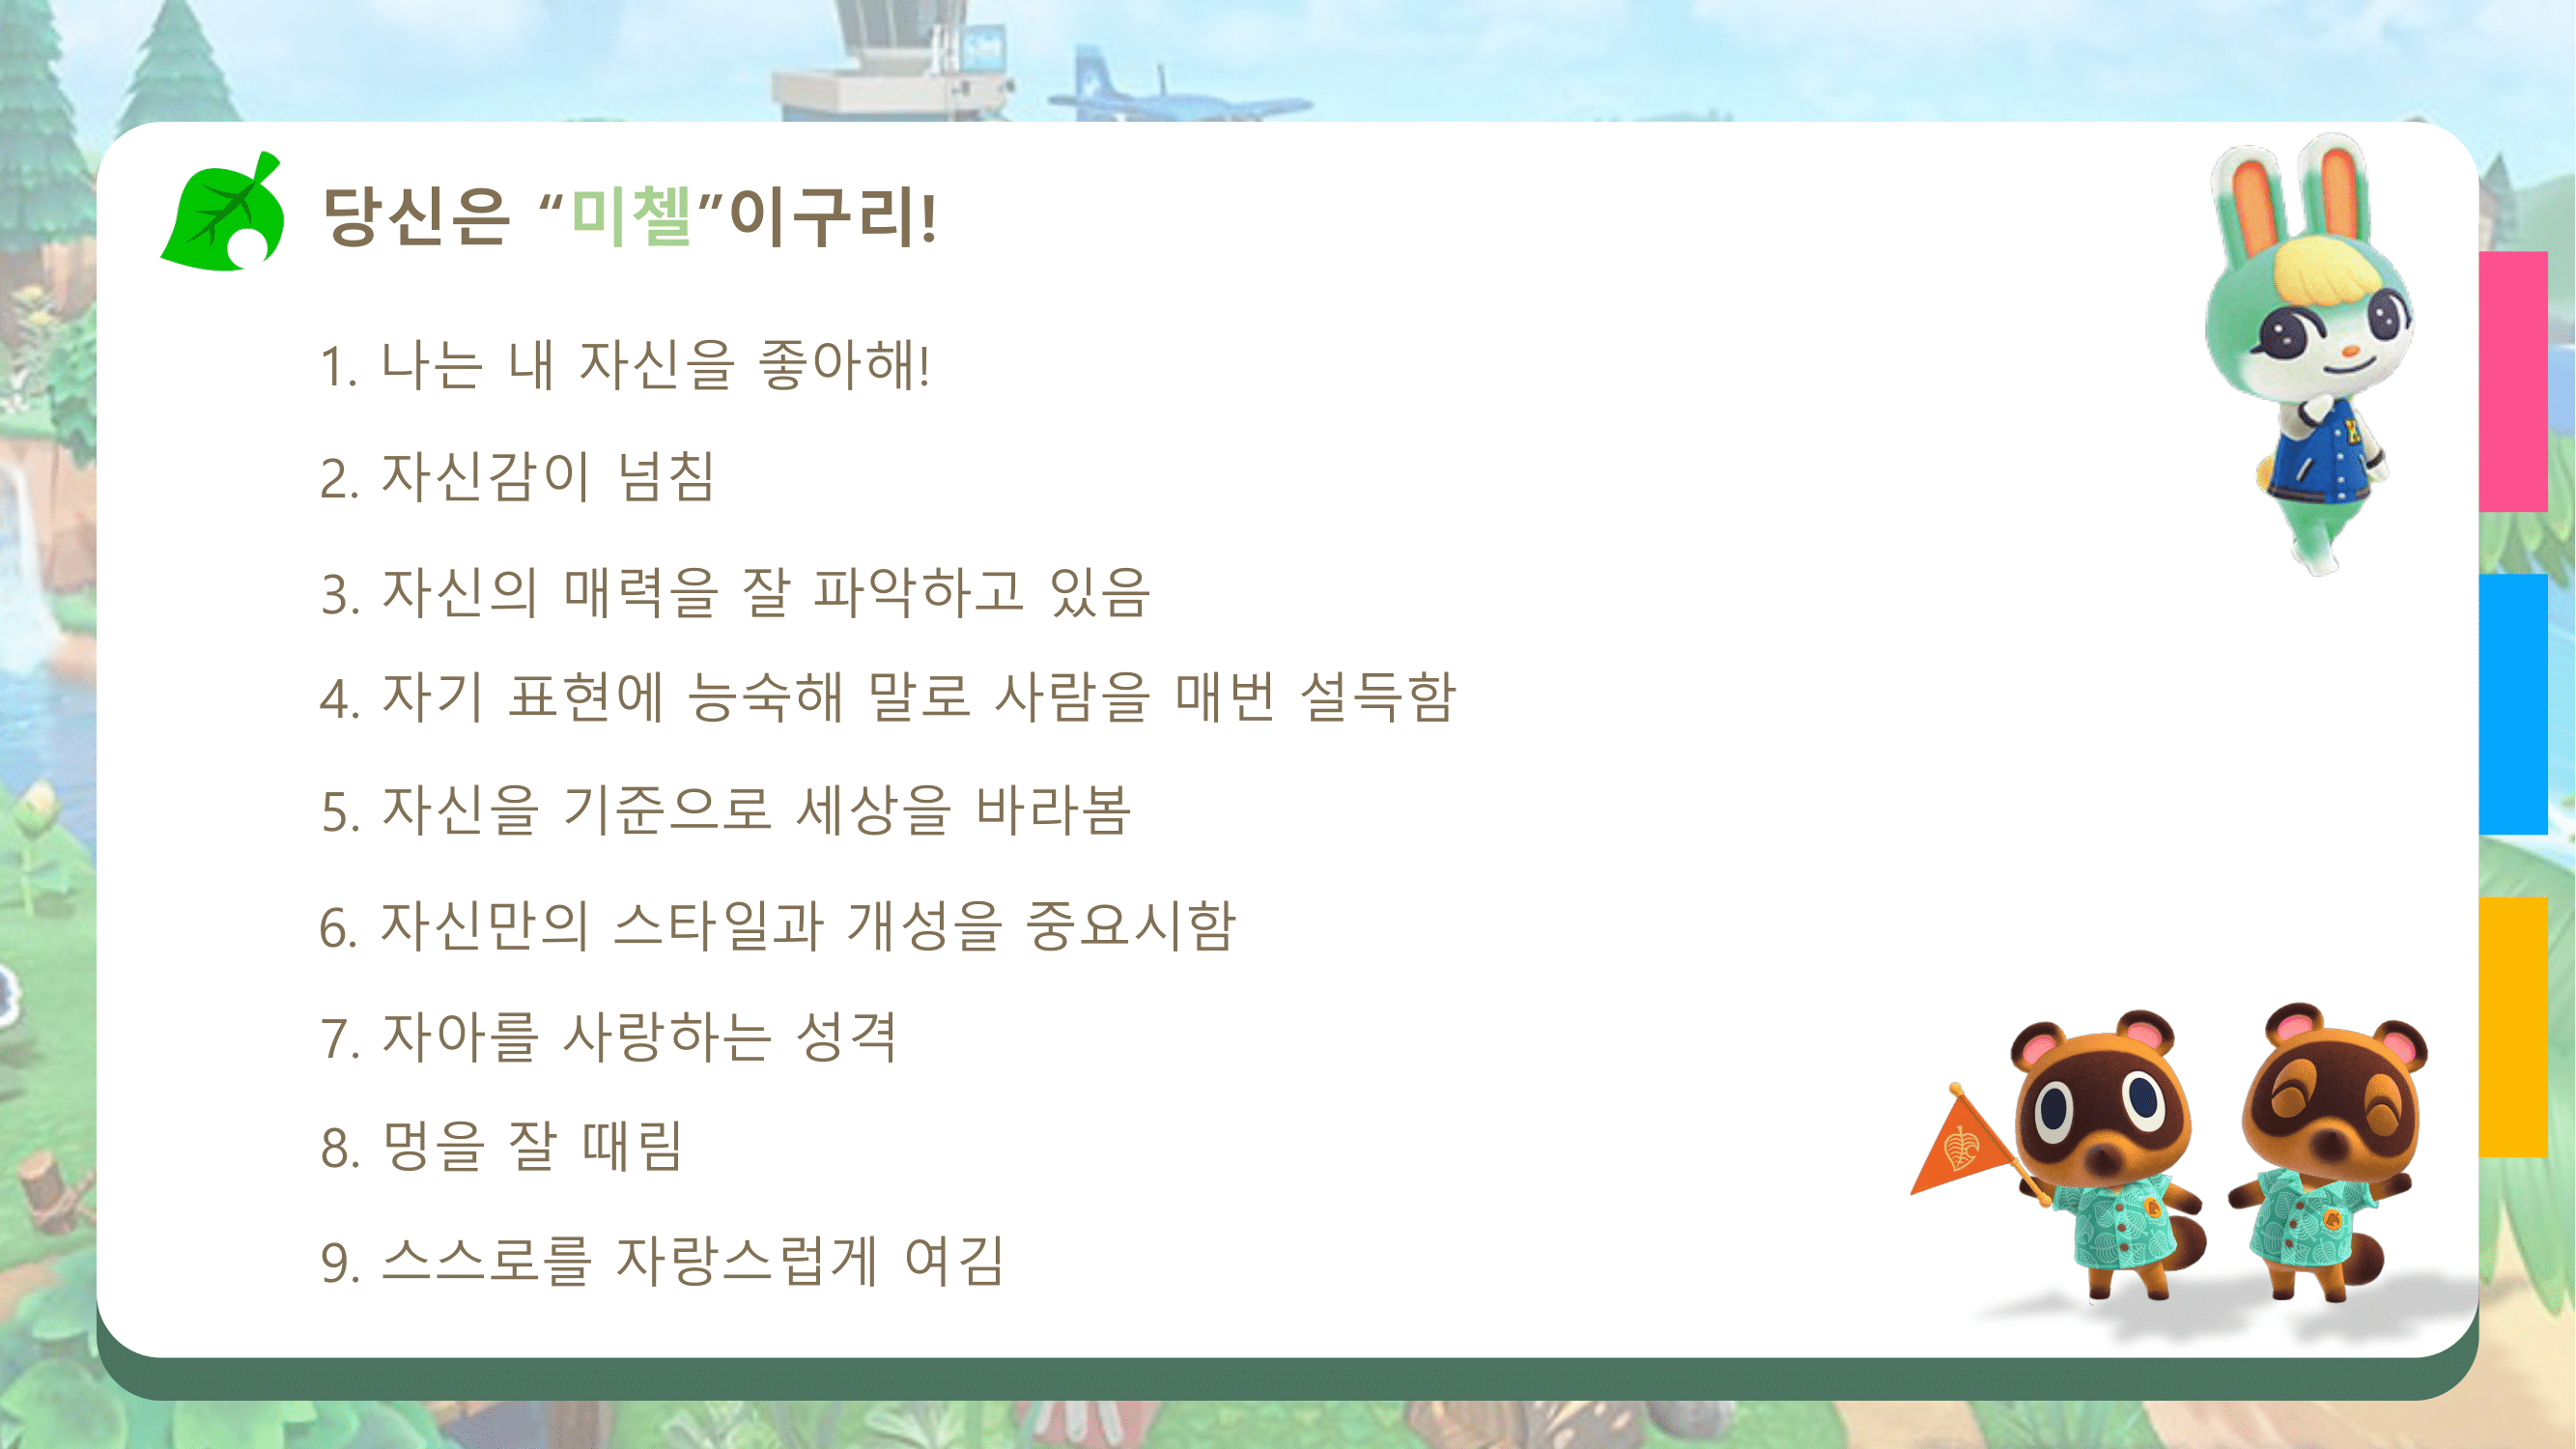 당신은 “미첼”이구리!
1. 나는 내 자신을 좋아해!
2. 자신감이 넘침
3. 자신의 매력을 잘 파악하고 있음
4. 자기 표현에 능숙해 말로 사람을 매번 설득함
5. 자신을 기준으로 세상을 바라봄
6. 자신만의 스타일과 개성을 중요시함
7. 자아를 사랑하는 성격
8. 멍을 잘 때림
9. 스스로를 자랑스럽게 여김